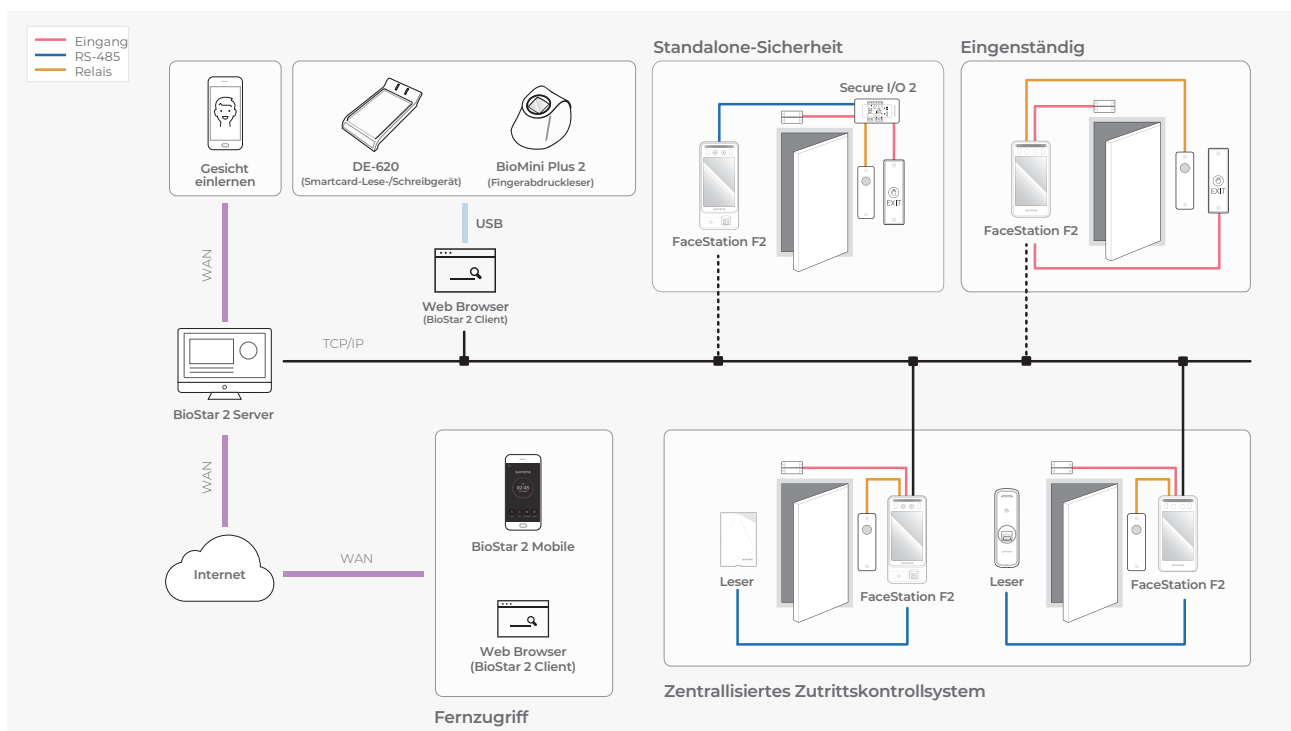 Eingang
RS-485
Relais
Gesicht
einlernen
DE-620
(Smartcard-Lese-/Schreibgerät)
BioMini Plus 2
(Fingerabdruckleser)
Standalone-Sicherheit
Secure I/O 2
EXIT
FaceStation F2
Eingenständig
EXIT
FaceStation F2
WAN
USB
Web Browser
(BioStar 2 Client)
TCP/IP
BioStar 2 Server
WAN
Internet
WAN
02:45
BioStar 2 Mobile
Web Browser
(BioStar 2 Client)
Fernzugriff
Leser
FaceStation F2
Leser
FaceStation F2
Zentrallisiertes Zutrittskontrollsystem